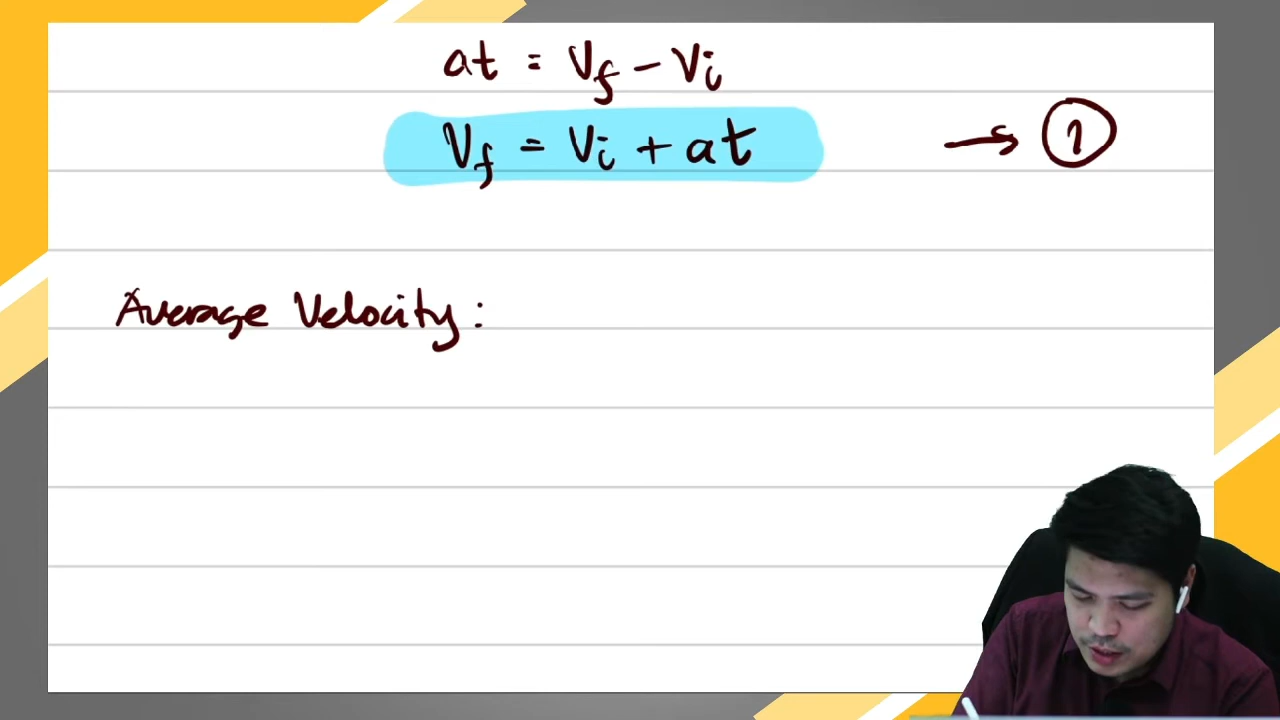 at = Vf - Vi
Vf = Vi + at → 1
Average Velocity: